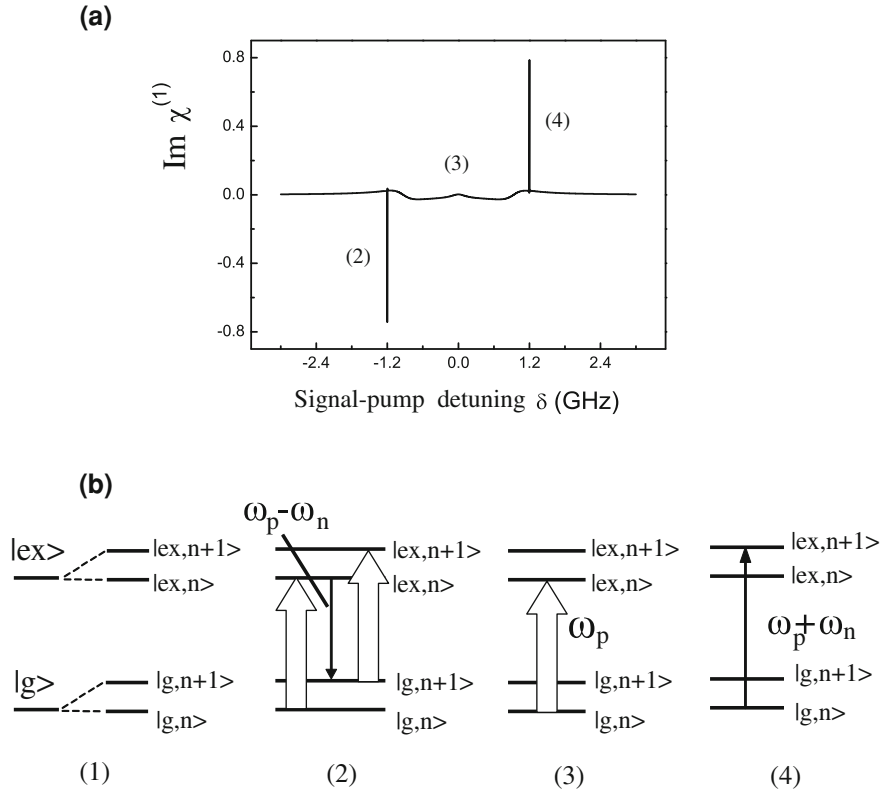 (a)
Im χ(1)
0.8
0.4
0.0
-0.4
-0.8
(4)
(3)
(2)
-2.4 -1.2 0.0 1.2 2.4
Signal-pump detuning δ (GHz)
(b)
|ex>
|ex,n+1>
|ex,n>
|g>
|g,n+1>
|g,n>
(1)
ωp-ωn
|ex,n+1>
|ex,n>
|g,n+1>
|g,n>
(2)
|ex,n+1>
|ex,n>
ωp
|g,n+1>
|g,n>
(3)
|ex,n+1>
|ex,n>
ωp+ωn
|g,n+1>
|g,n>
(4)